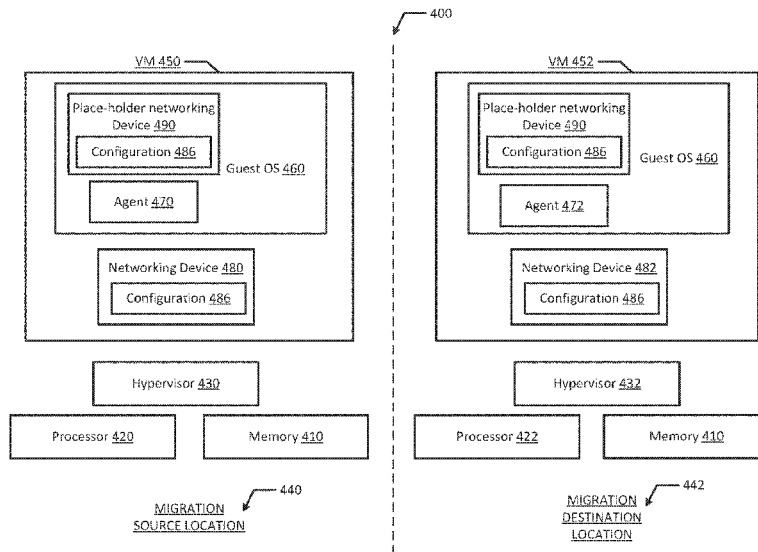 400
VM 450
Place-holder networking
Device 490
Configuration 486
Guest OS 460
Agent 470
Networking Device 480
Configuration 486
Hypervisor 430
Processor 420
Memory 410
440
MIGRATION
SOURCE LOCATION
VM 452
Place-holder networking
Device 490
Configuration 486
Guest OS 460
Agent 472
Networking Device 482
Configuration 486
Hypervisor 432
Processor 422
Memory 410
442
MIGRATION
DESTINATION
LOCATION